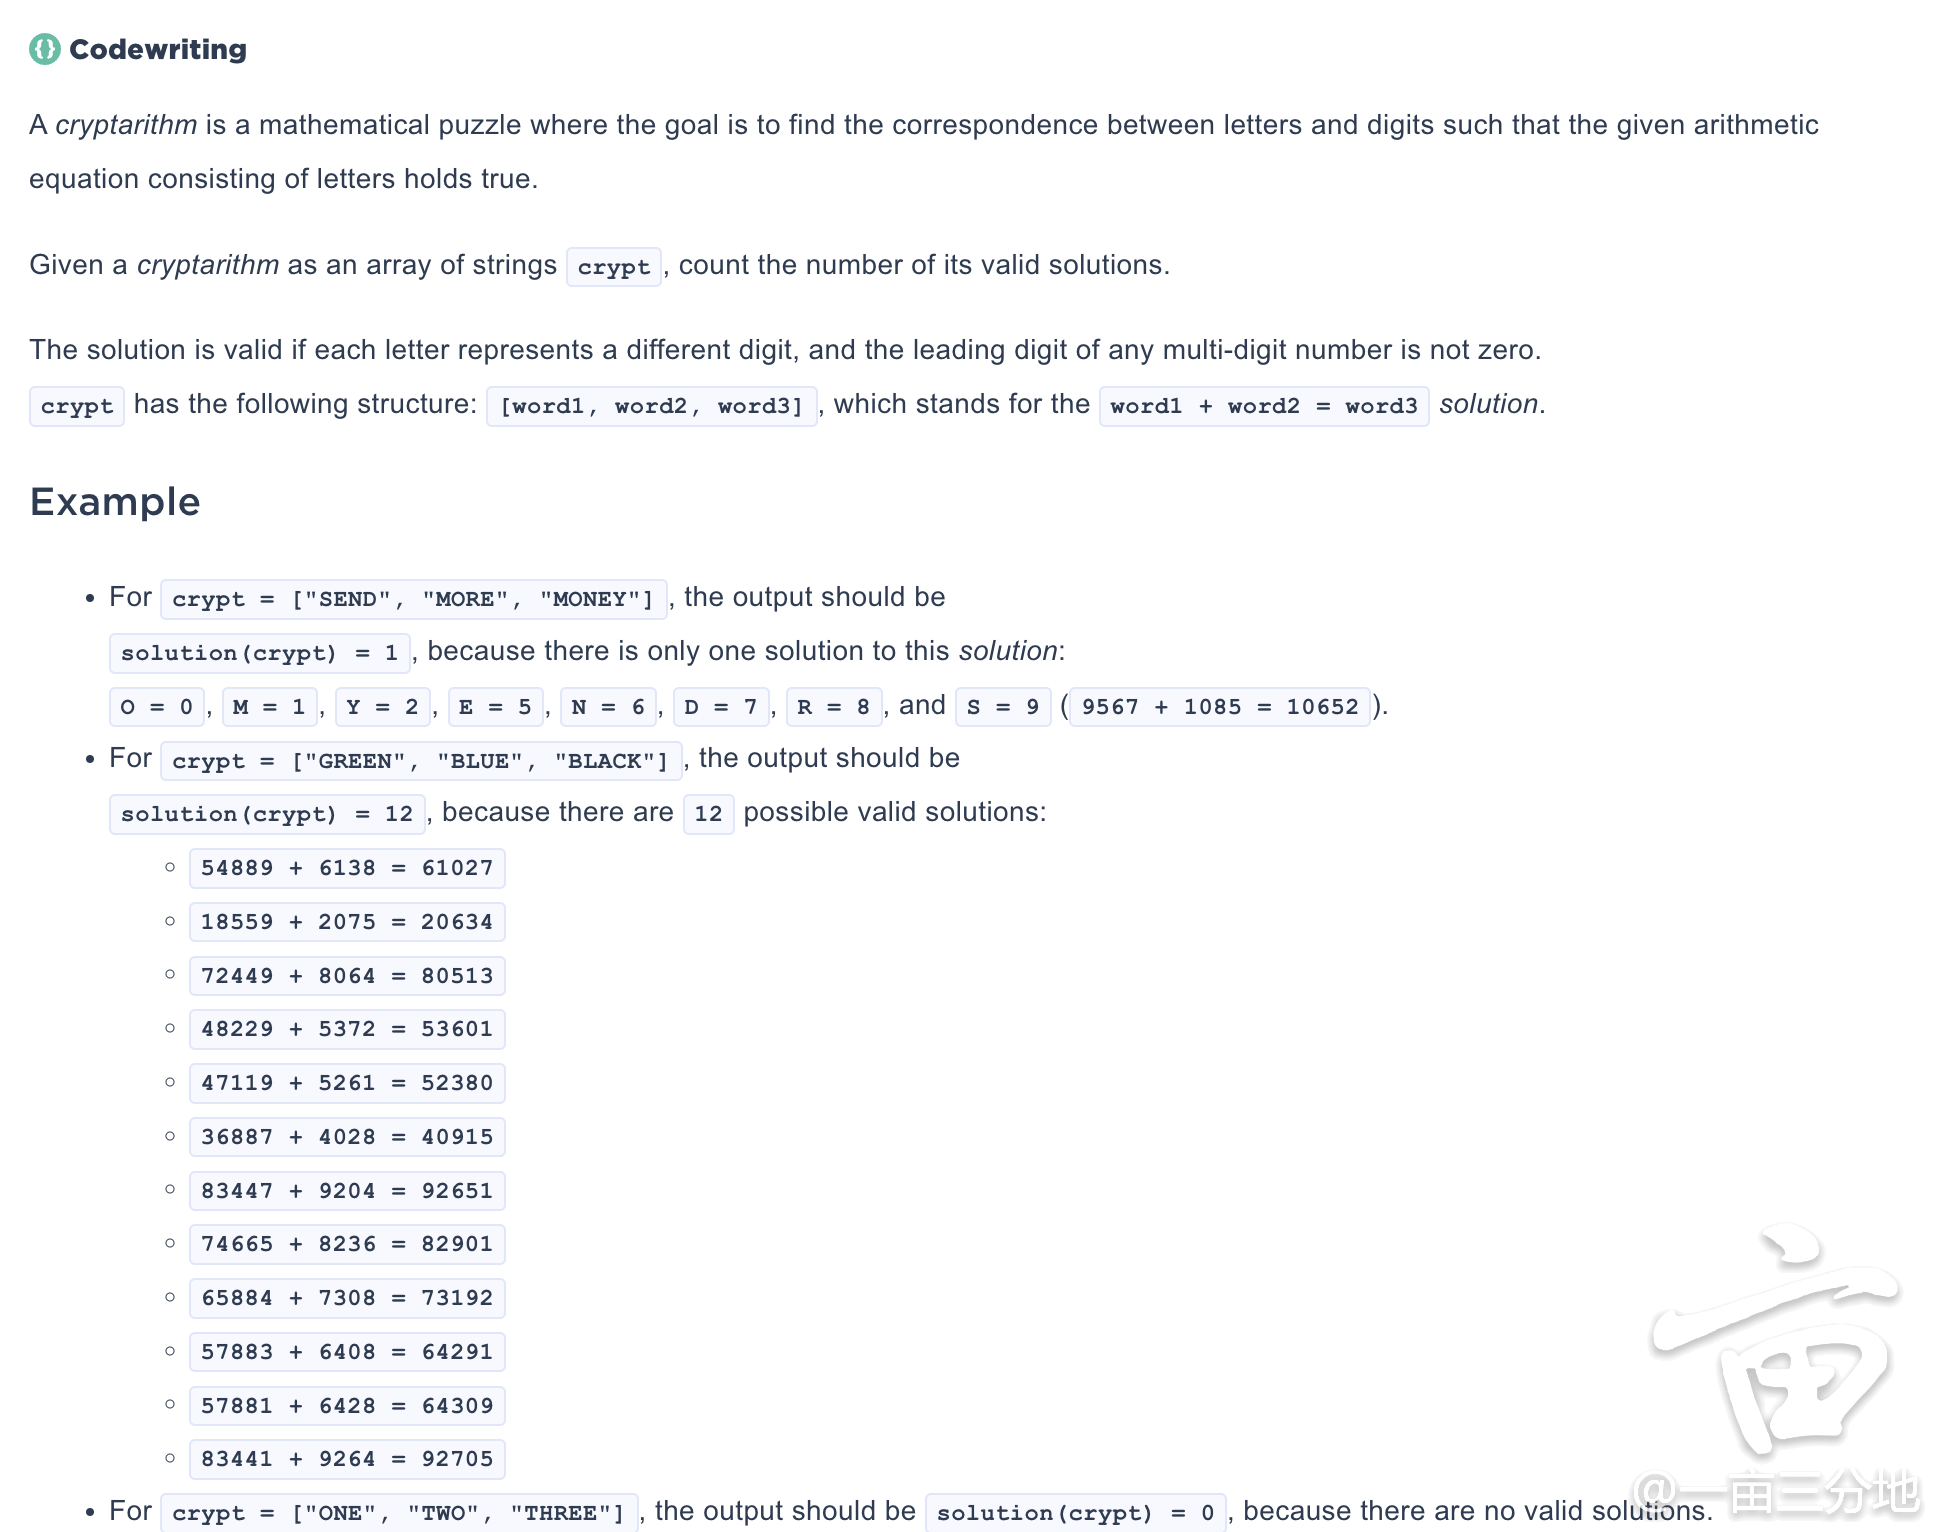 Codewriting
A cryptarithm is a mathematical puzzle where the goal is to find the correspondence between letters and digits such that the given arithmetic
equation consisting of letters holds true.
Given a cryptarithm as an array of strings crypt, count the number of its valid solutions.
The solution is valid if each letter represents a different digit, and the leading digit of any multi-digit number is not zero.
crypt has the following structure: [word1, word2, word3], which stands for the word1 + word2 = word3 solution.
Example
• For crypt = ["SEND", "MORE", "MONEY"], the output should be
solution(crypt) = 1, because there is only one solution to this solution:
O = 0, M = 1, Y = 2, E = 5, N = 6, D = 7, R = 8, and S = 9 (9567 + 1085 = 10652).
• For crypt = ["GREEN", "BLUE", "BLACK"], the output should be
solution(crypt) = 12, because there are 12 possible valid solutions:
◦ 54889 + 6138 = 61027
◦ 18559 + 2075 = 20634
◦ 72449 + 8064 = 80513
◦ 48229 + 5372 = 53601
◦ 47119 + 5261 = 52380
◦ 36887 + 4028 = 40915
◦ 83447 + 9204 = 92651
◦ 74665 + 8236 = 82901
◦ 65884 + 7308 = 73192
◦ 57883 + 6408 = 64291
◦ 57881 + 6428 = 64309
◦ 83441 + 9264 = 92705
• For crypt = ["ONE", "TWO", "THREE"], the output should be solution(crypt) = 0, because there are no valid solutions.
亩
@一亩三分地